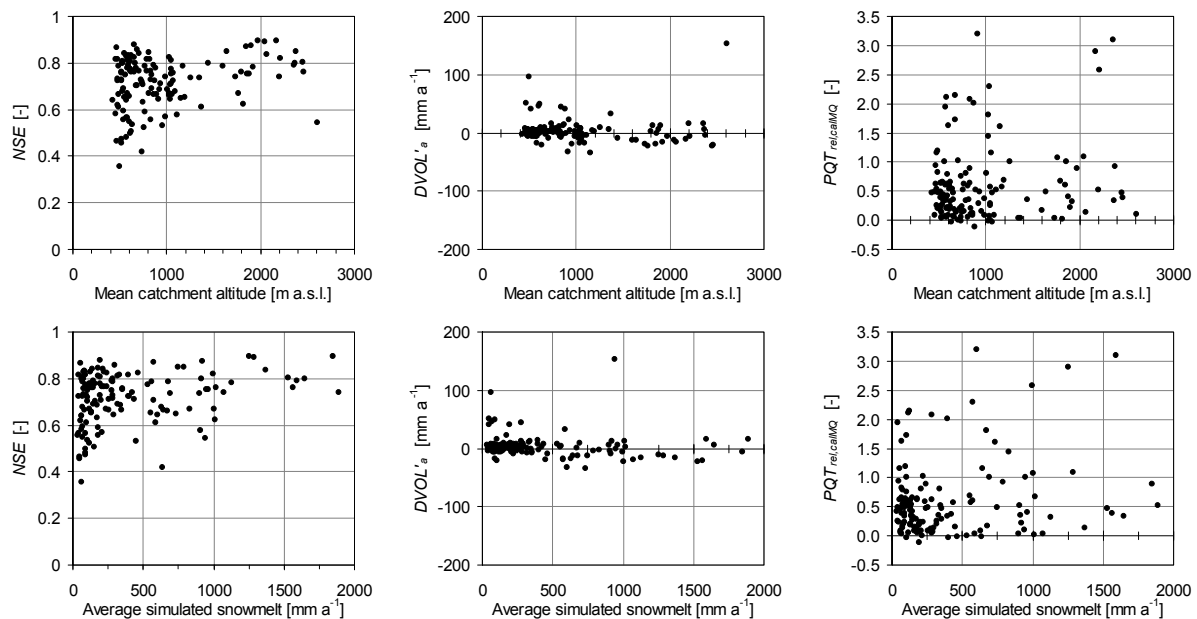 1
0.8
0.6
0.4
0.2
0
NSE [-]
0 1000 2000 3000
Mean catchment altitude [m a.s.l.]
200
100
0
-100
-200
DVOL'a [mm a⁻¹]
0 1000 2000 3000
Mean catchment altitude [m a.s.l.]
3.5
3.0
2.5
2.0
1.5
1.0
0.5
0.0
-0.5
PQT rel,calMQ [-]
0 1000 2000 3000
Mean catchment altitude [m a.s.l.]
1
0.8
0.6
0.4
0.2
0
NSE [-]
0 500 1000 1500 2000
Average simulated snowmelt [mm a⁻¹]
200
100
0
-100
-200
DVOL'a [mm a⁻¹]
0 500 1000 1500 2000
Average simulated snowmelt [mm a⁻¹]
3.5
3.0
2.5
2.0
1.5
1.0
0.5
0.0
-0.5
PQT rel,calMQ [-]
0 500 1000 1500 2000
Average simulated snowmelt [mm a⁻¹]